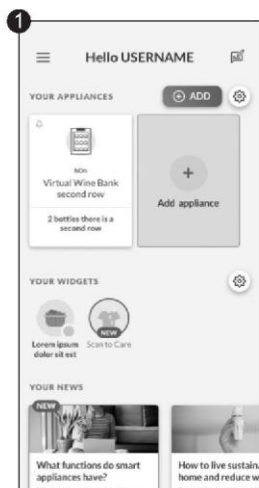 1
Hello USERNAME
YOUR APPLIANCES
ADD
NOn
Virtual Wine Bank
second row
2 bottles there is a
second row
Add appliance
YOUR WIDGETS
NEW
Lorem ipsum
dolor sit est
Scan to Care
YOUR NEWS
NEW
What functions do smart
appliances have?
How to live sustaina
home and reduce w